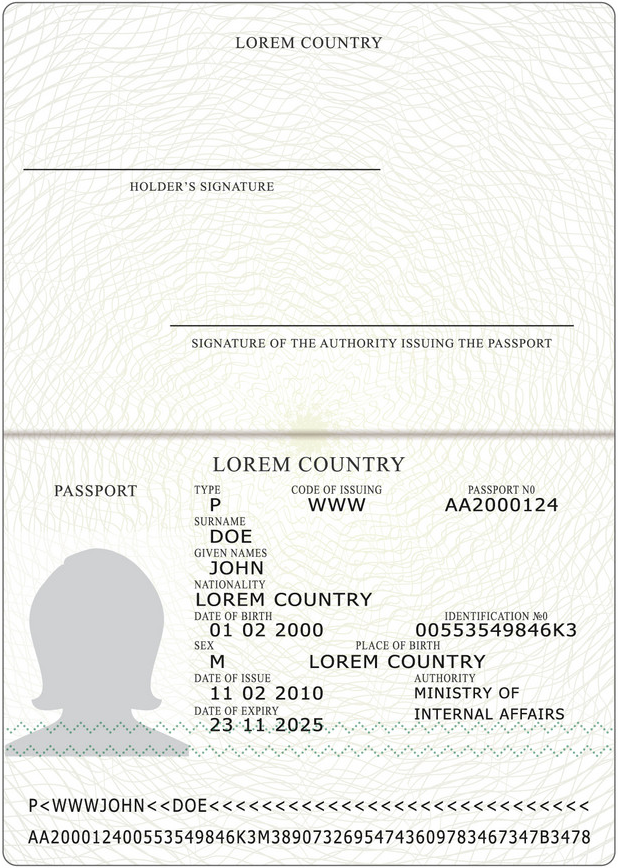 LOREM COUNTRY
HOLDER'S SIGNATURE
SIGNATURE OF THE AUTHORITY ISSUING THE PASSPORT
LOREM COUNTRY
PASSPORT
TYPE CODE OF ISSUING PASSPORT N0
P WWW AA2000124
SURNAME
DOE
GIVEN NAMES
JOHN
NATIONALITY
LOREM COUNTRY
DATE OF BIRTH IDENTIFICATION №0
01 02 2000 00553549846K3
SEX PLACE OF BIRTH
M LOREM COUNTRY
DATE OF ISSUE AUTHORITY
11 02 2010 MINISTRY OF
DATE OF EXPIRY INTERNAL AFFAIRS
23 11 2025
P<WWWJOHN<<DOE<<<<<<<<<<<<<<<<<<<<<<<<<<<<<
AA200012400553549846K3M38907326954743609783467347B3478